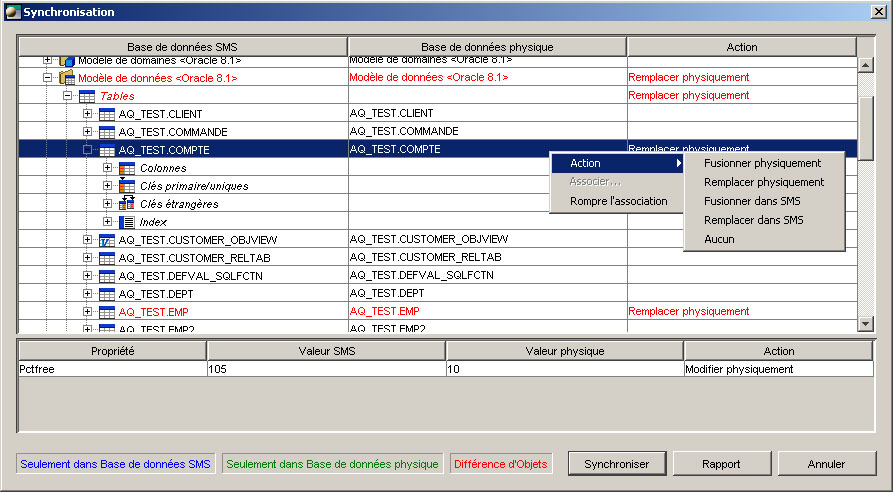 Synchronisation
Base de données SMS Base de données physique Action
Modèle de domaines <Oracle 8.1> Modèle de domaines <Oracle 8.1>
Modèle de données <Oracle 8.1> Modèle de données <Oracle 8.1> Remplacer physiquement
Tables Remplacer physiquement
AQ_TEST.CLIENT AQ_TEST.CLIENT
AQ_TEST.COMMANDE AQ_TEST.COMMANDE
AQ_TEST.COMPTE AQ_TEST.COMPTE Remplacer physiquement
Colonnes
Clés primaire/uniques
Clés étrangères
Index
Action
Associer...
Rompre l'association
Fusionner physiquement
Remplacer physiquement
Fusionner dans SMS
Remplacer dans SMS
Aucun
AQ_TEST.CUSTOMER_OBJVIEW AQ_TEST.CUSTOMER_OBJVIEW
AQ_TEST.CUSTOMER_RELTAB AQ_TEST.CUSTOMER_RELTAB
AQ_TEST.DEFVAL_SQLFCTN AQ_TEST.DEFVAL_SQLFCTN
AQ_TEST.DEPT AQ_TEST.DEPT
AQ_TEST.EMP AQ_TEST.EMP Remplacer physiquement
AQ_TEST.EMP2 AQ_TEST.EMP2
Propriété Valeur SMS Valeur physique Action
Pctfree 105 10 Modifier physiquement
Seulement dans Base de données SMS Seulement dans Base de données physique Différence d'Objets Synchroniser Rapport Annuler